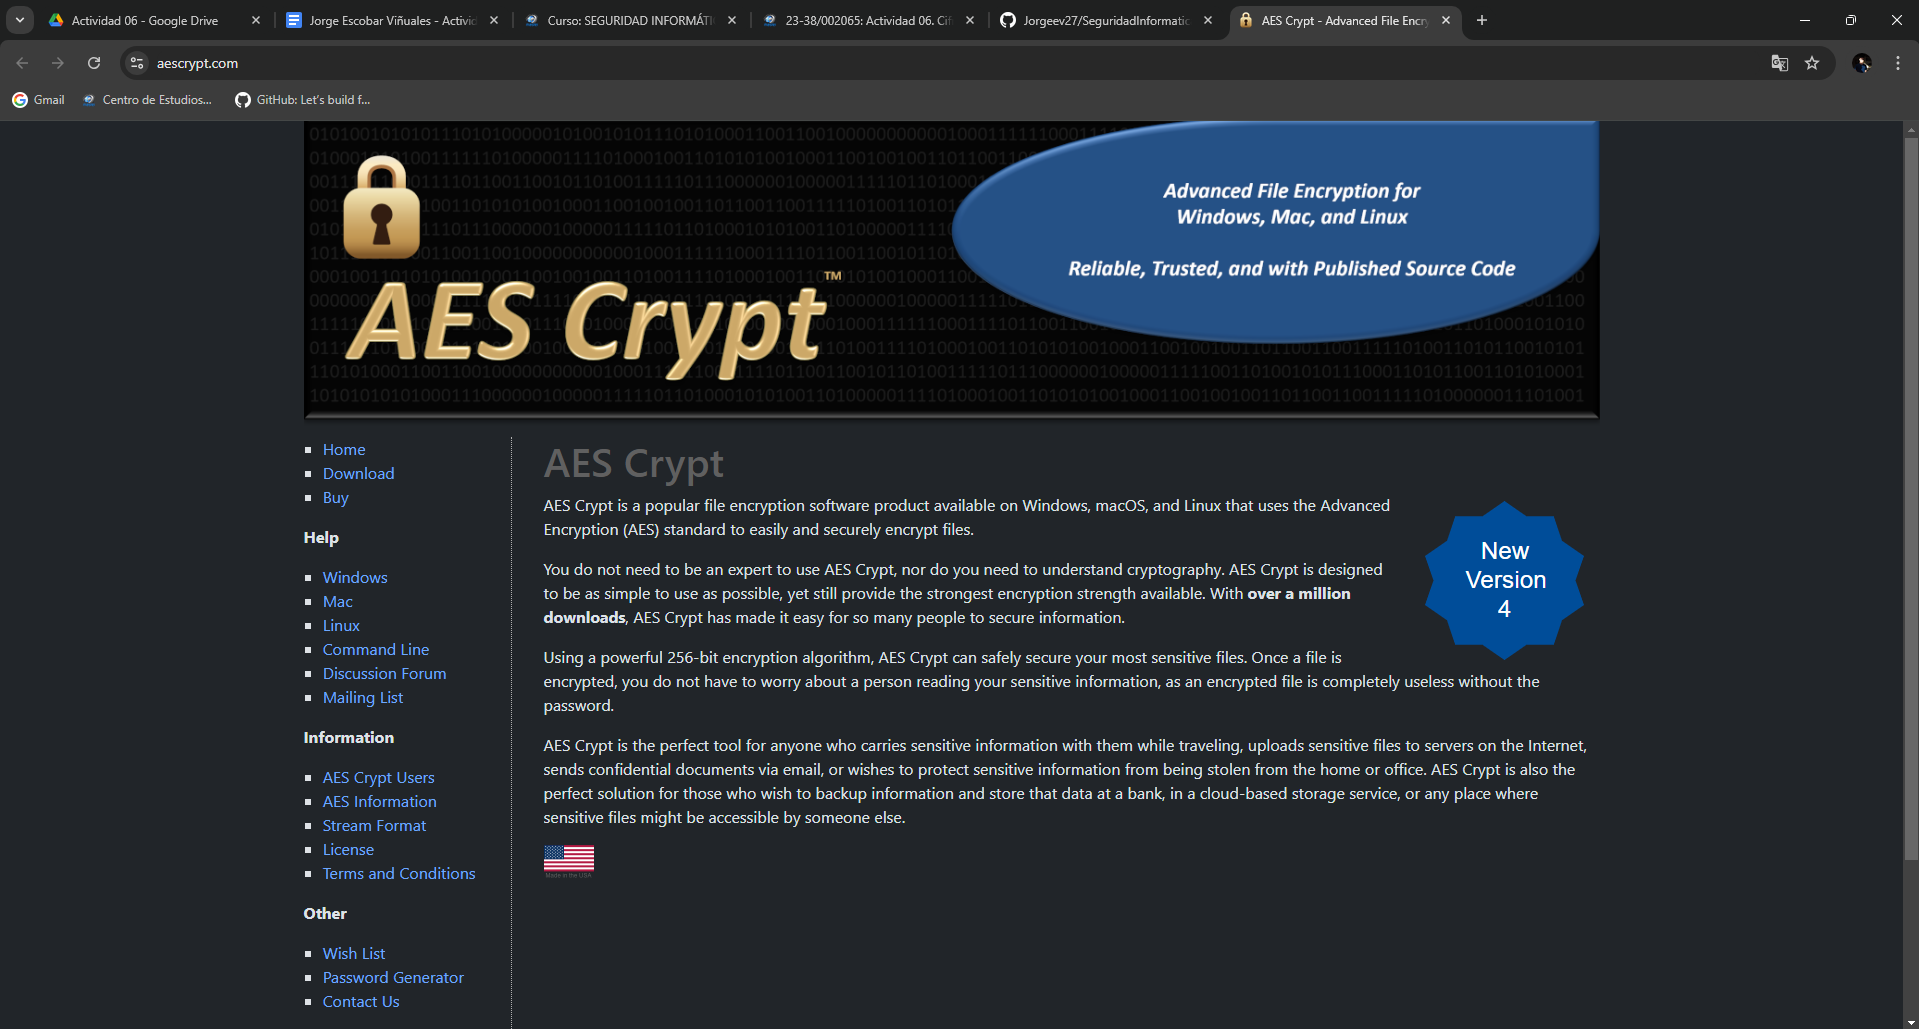 Actividad 06 - Google Drive
Jorge Escobar Viñuales - Activid
Curso: SEGURIDAD INFORMÁTI
23-38/002065: Actividad 06. Cif
Jorgeev27/SeguridadInformatic
AES Crypt - Advanced File Encry
aescrypt.com
Gmail
Centro de Estudios...
GitHub: Let's build f...
AES Crypt™
Advanced File Encryption for
Windows, Mac, and Linux
Reliable, Trusted, and with Published Source Code
Home
Download
Buy
Help
Windows
Mac
Linux
Command Line
Discussion Forum
Mailing List
Information
AES Crypt Users
AES Information
Stream Format
License
Terms and Conditions
Other
Wish List
Password Generator
Contact Us
AES Crypt
AES Crypt is a popular file encryption software product available on Windows, macOS, and Linux that uses the Advanced
Encryption (AES) standard to easily and securely encrypt files.
You do not need to be an expert to use AES Crypt, nor do you need to understand cryptography. AES Crypt is designed
to be as simple to use as possible, yet still provide the strongest encryption strength available. With over a million
downloads, AES Crypt has made it easy for so many people to secure information.
New
Version
4
Using a powerful 256-bit encryption algorithm, AES Crypt can safely secure your most sensitive files. Once a file is
encrypted, you do not have to worry about a person reading your sensitive information, as an encrypted file is completely useless without the
password.
AES Crypt is the perfect tool for anyone who carries sensitive information with them while traveling, uploads sensitive files to servers on the Internet,
sends confidential documents via email, or wishes to protect sensitive information from being stolen from the home or office. AES Crypt is also the
perfect solution for those who wish to backup information and store that data at a bank, in a cloud-based storage service, or any place where
sensitive files might be accessible by someone else.
Made in the USA